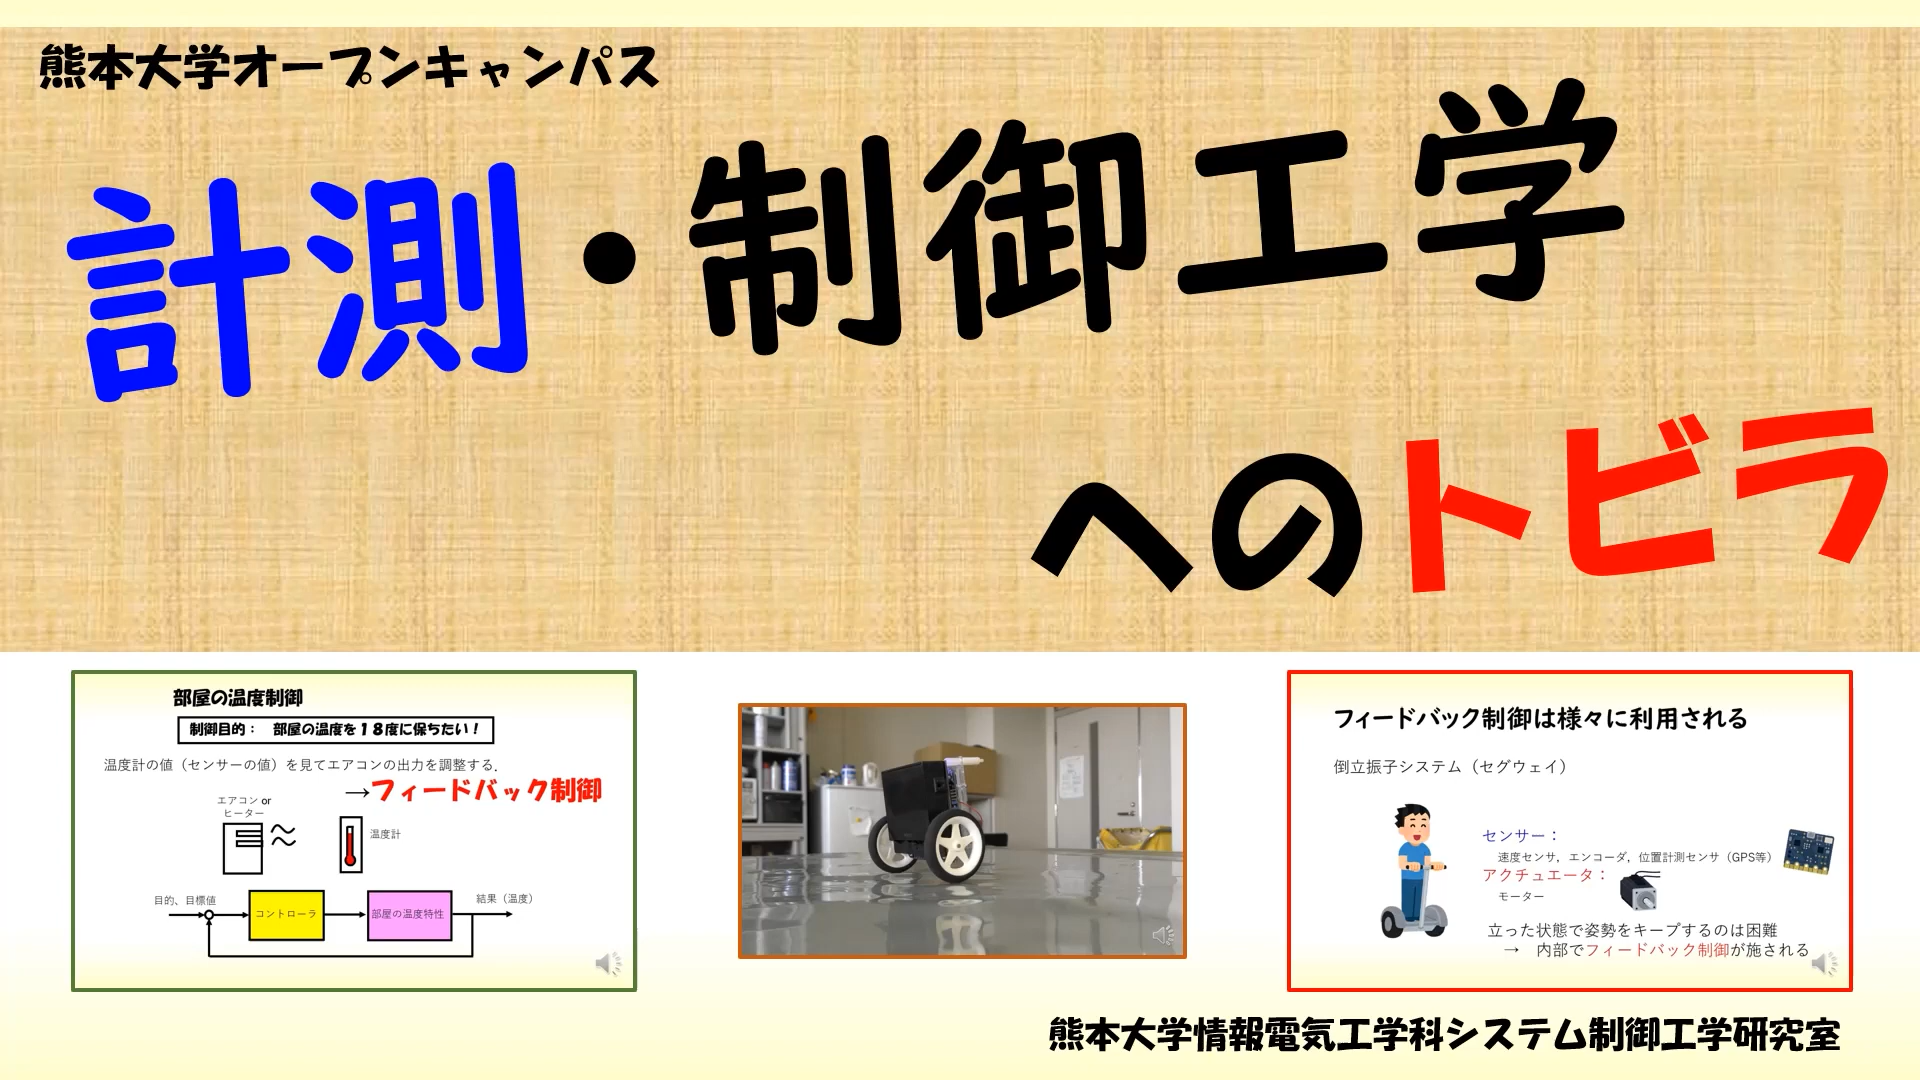 熊本大学オープンキャンパス
計測・制御工学
へのトビラ
部屋の温度制御
制御目的： 部屋の温度を１８度に保ちたい！
温度計の値（センサーの値）を見てエアコンの出力を調整する．
→フィードバック制御
エアコン or
ヒーター
温度計
目的、目標値
コントローラ
部屋の温度特性
結果（温度）
フィードバック制御は様々に利用される
倒立振子システム（セグウェイ）
センサー：
速度センサ，エンコーダ，位置計測センサ（GPS等）
アクチュエータ：
モーター
立った状態で姿勢をキープするのは困難
→ 内部でフィードバック制御が施される
熊本大学情報電気工学科システム制御工学研究室